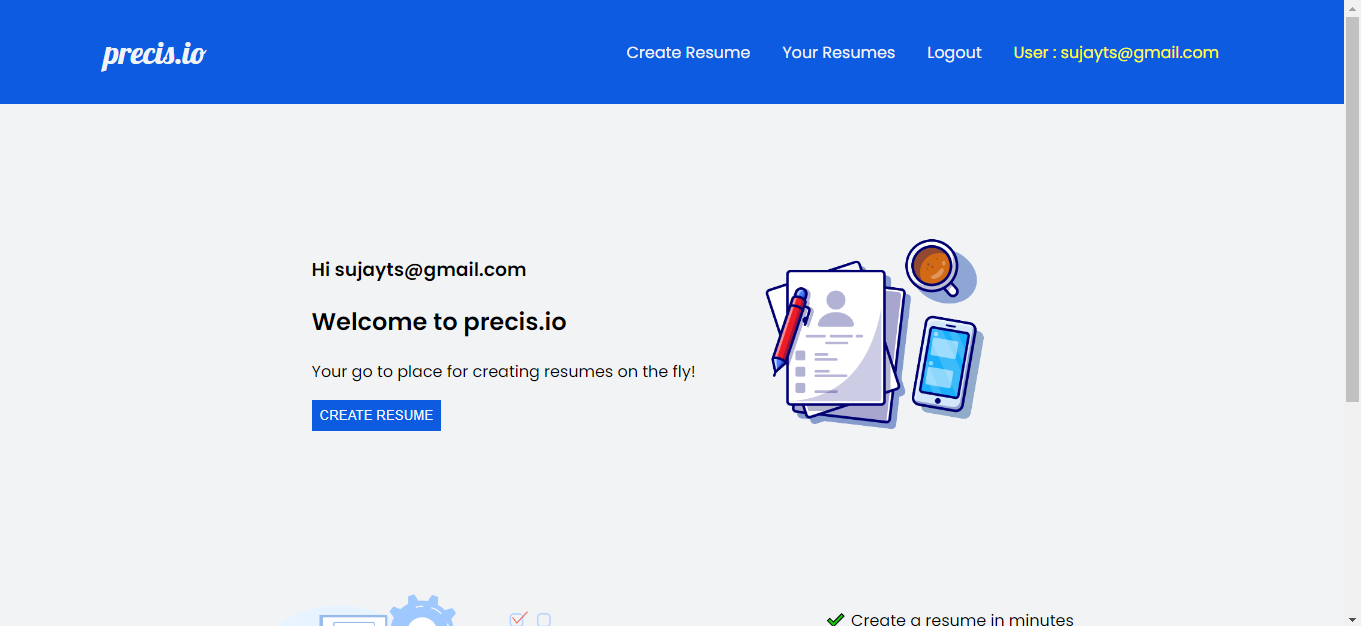 precis.io
Create Resume
Your Resumes
Logout
User : sujayts@gmail.com
Hi sujayts@gmail.com
Welcome to precis.io
Your go to place for creating resumes on the fly!
CREATE RESUME
Create a resume in minutes